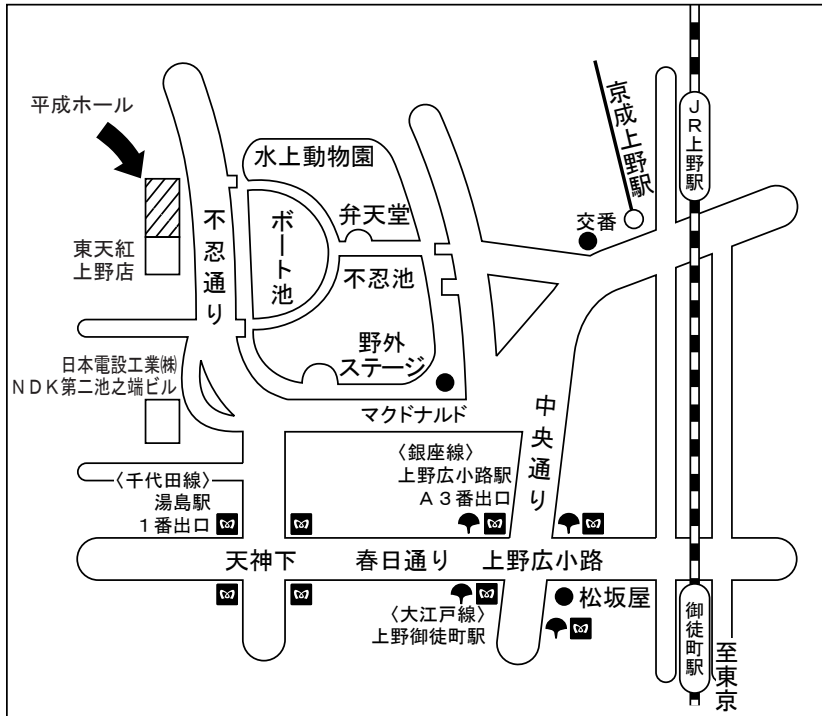 平成ホール
東天紅
上野店
不忍通り
水上動物園
ボート池
弁天堂
不忍池
野外
ステージ
京成上野駅
交番
JR上野駅
日本電設工業㈱
NDK第二池之端ビル
マクドナルド
中央通り
〈銀座線〉
上野広小路駅
A3番出口
〈千代田線〉
湯島駅
1番出口
天神下
春日通り
上野広小路
〈大江戸線〉
上野御徒町駅
松坂屋
御徒町駅
至東京